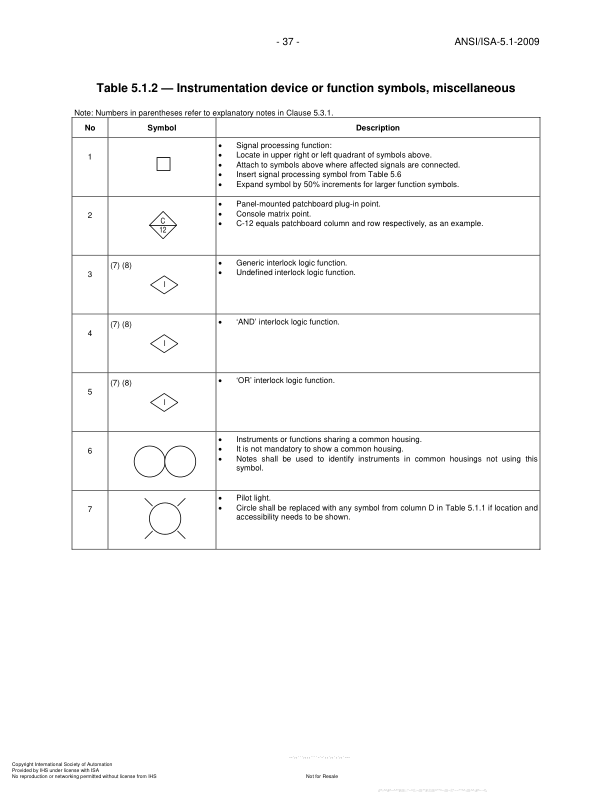 - 37 -
ANSI/ISA-5.1-2009
Table 5.1.2 — Instrumentation device or function symbols, miscellaneous
Note: Numbers in parentheses refer to explanatory notes in Clause 5.3.1.
No
Symbol
Description
1
• Signal processing function:
• Locate in upper right or left quadrant of symbols above.
• Attach to symbols above where affected signals are connected.
• Insert signal processing symbol from Table 5.6
• Expand symbol by 50% increments for larger function symbols.
2
C
12
• Panel-mounted patchboard plug-in point.
• Console matrix point.
• C-12 equals patchboard column and row respectively, as an example.
3
(7) (8)
I
• Generic interlock logic function.
• Undefined interlock logic function.
4
(7) (8)
I
• ‘AND’ interlock logic function.
5
(7) (8)
I
• ‘OR’ interlock logic function.
6
• Instruments or functions sharing a common housing.
• It is not mandatory to show a common housing.
• Notes shall be used to identify instruments in common housings not using this
symbol.
7
• Pilot light.
• Circle shall be replaced with any symbol from column D in Table 5.1.1 if location and
accessibility needs to be shown.
Copyright International Society of Automation
Provided by IHS under license with ISA
No reproduction or networking permitted without license from IHS
Not for Resale